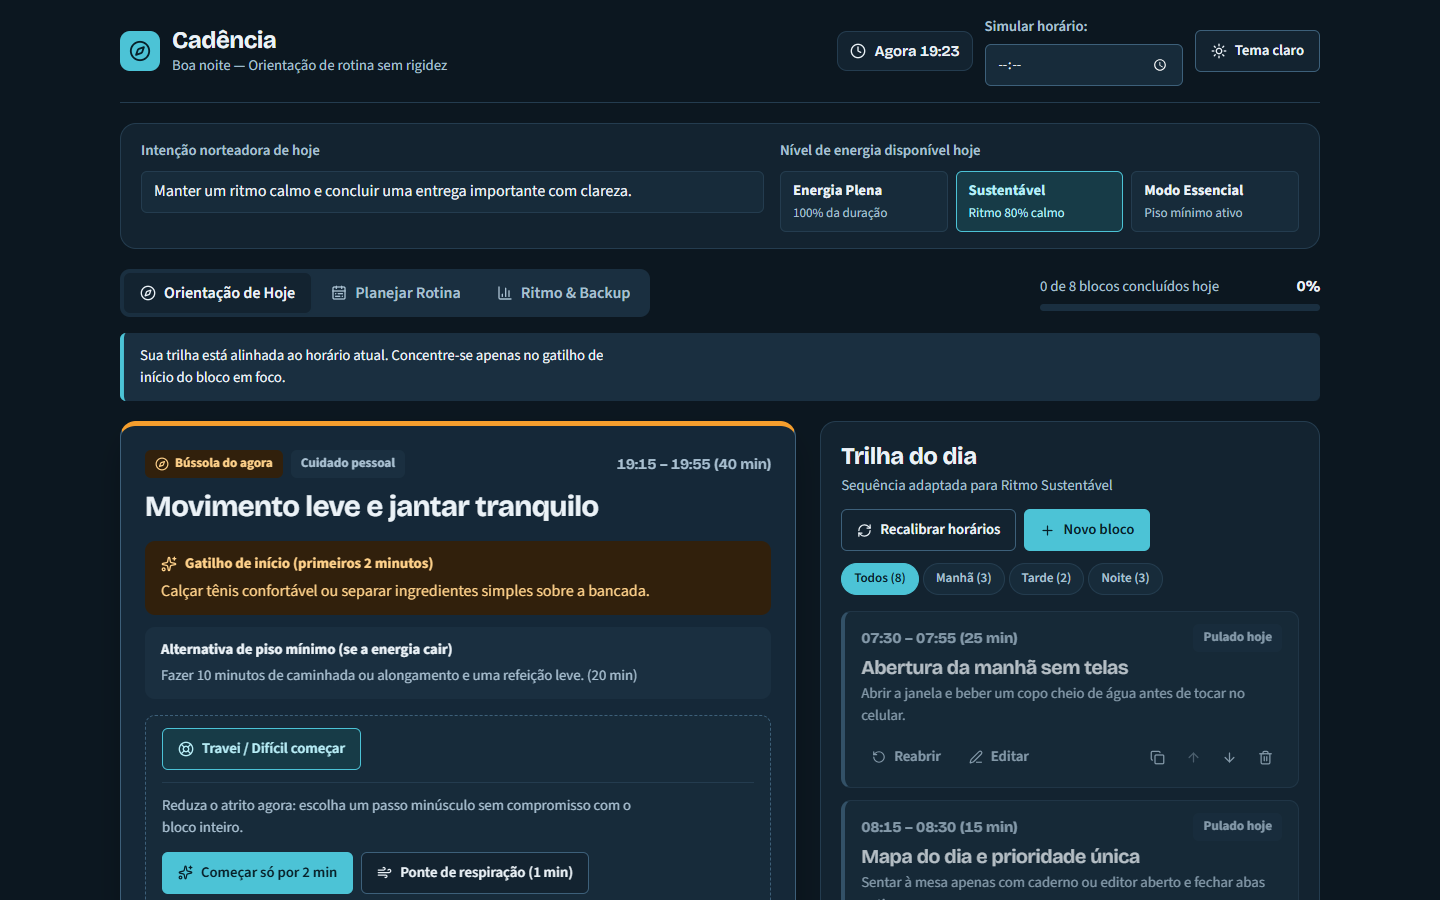 Cadência
Boa noite — Orientação de rotina sem rigidez
Agora 19:23
Simular horário:
--:--
Tema claro
Intenção norteadora de hoje
Manter um ritmo calmo e concluir uma entrega importante com clareza.
Nível de energia disponível hoje
Energia Plena
100% da duração
Sustentável
Ritmo 80% calmo
Modo Essencial
Piso mínimo ativo
Orientação de Hoje
Planejar Rotina
Ritmo & Backup
0 de 8 blocos concluídos hoje
0%
Sua trilha está alinhada ao horário atual. Concentre-se apenas no gatilho de
início do bloco em foco.
Bússola do agora
Cuidado pessoal
19:15 – 19:55 (40 min)
Movimento leve e jantar tranquilo
Gatilho de início (primeiros 2 minutos)
Calçar tênis confortável ou separar ingredientes simples sobre a bancada.
Alternativa de piso mínimo (se a energia cair)
Fazer 10 minutos de caminhada ou alongamento e uma refeição leve. (20 min)
Travei / Difícil começar
Reduza o atrito agora: escolha um passo minúsculo sem compromisso com o
bloco inteiro.
Começar só por 2 min
Ponte de respiração (1 min)
Trilha do dia
Sequência adaptada para Ritmo Sustentável
Recalibrar horários
Novo bloco
Todos (8)
Manhã (3)
Tarde (2)
Noite (3)
07:30 – 07:55 (25 min)
Pulado hoje
Abertura da manhã sem telas
Abrir a janela e beber um copo cheio de água antes de tocar no
celular.
Reabrir
Editar
08:15 – 08:30 (15 min)
Pulado hoje
Mapa do dia e prioridade única
Sentar à mesa apenas com caderno ou editor aberto e fechar abas